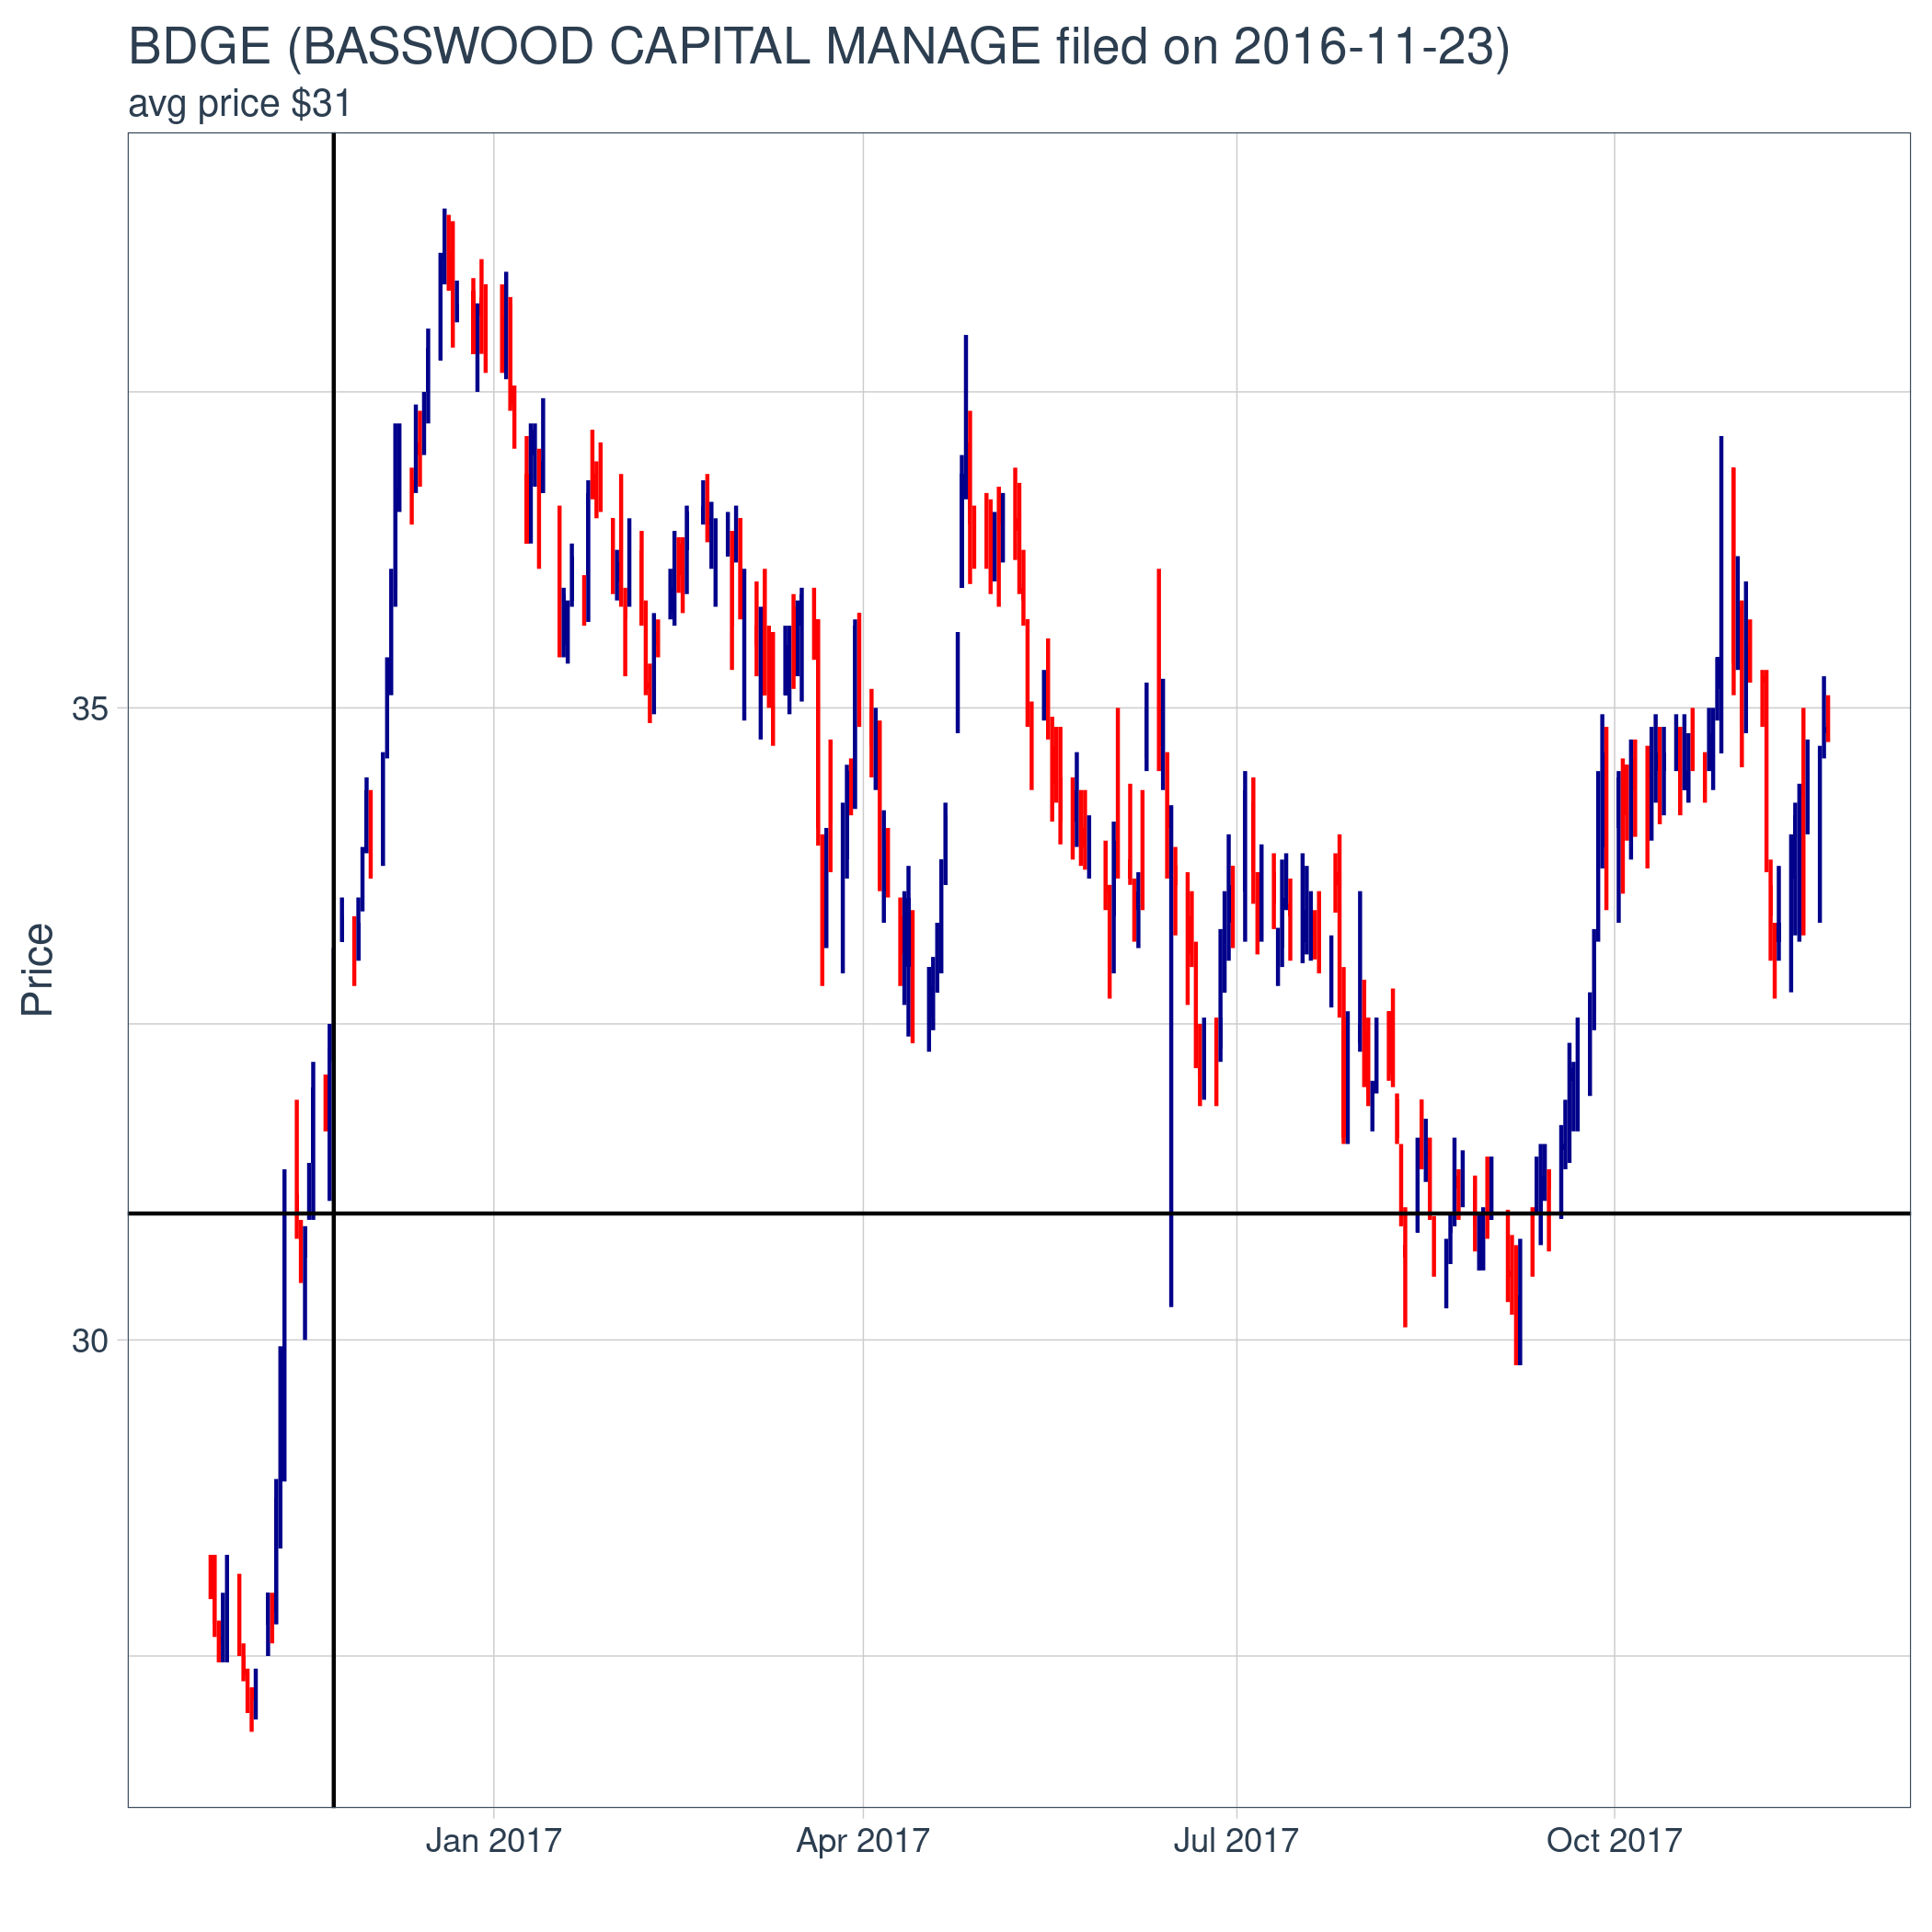 BDGE (BASSWOOD CAPITAL MANAGE filed on 2016-11-23)
avg price $31
35
Price
30
Jan 2017
Apr 2017
Jul 2017
Oct 2017